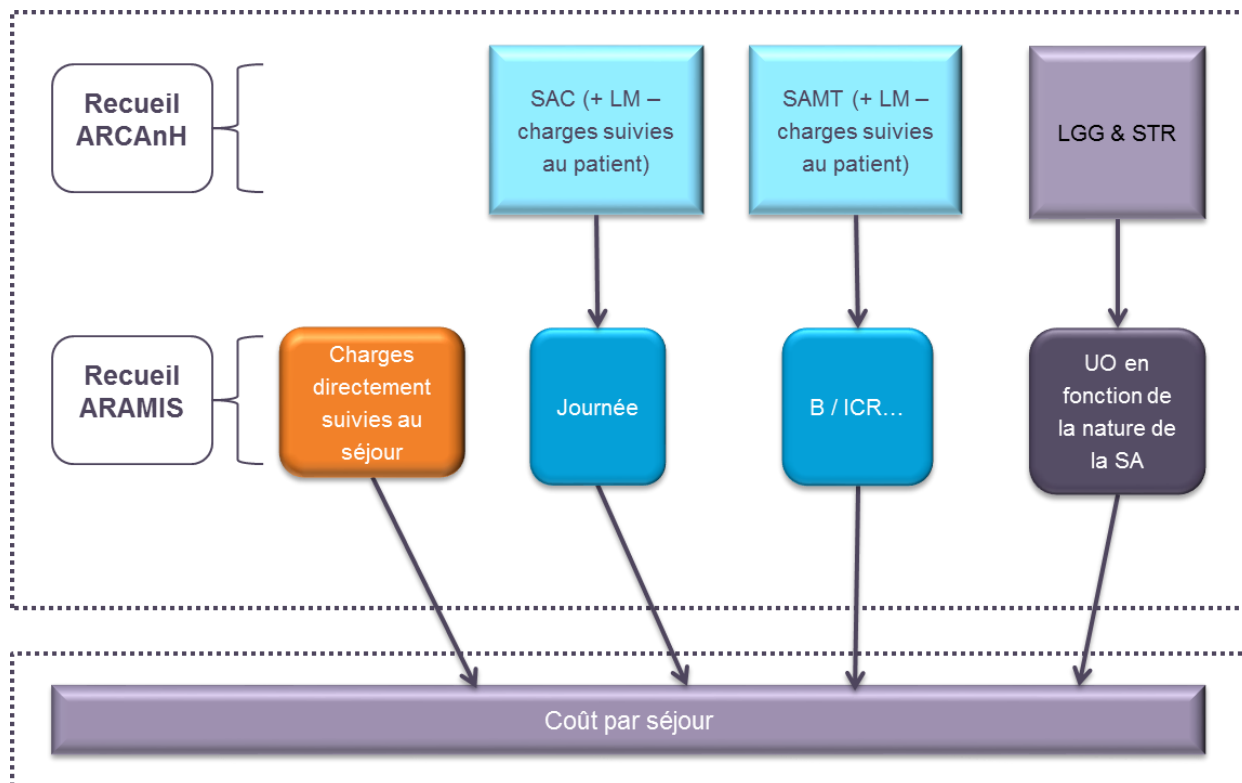 Recueil
ARCAnH
SAC (+ LM –
charges suivies
au patient)
SAMT (+ LM –
charges suivies
au patient)
LGG & STR
Recueil
ARAMIS
Charges
directement
suivies au
séjour
Journée
B / ICR…
UO en
fonction de
la nature de
la SA
Coût par séjour